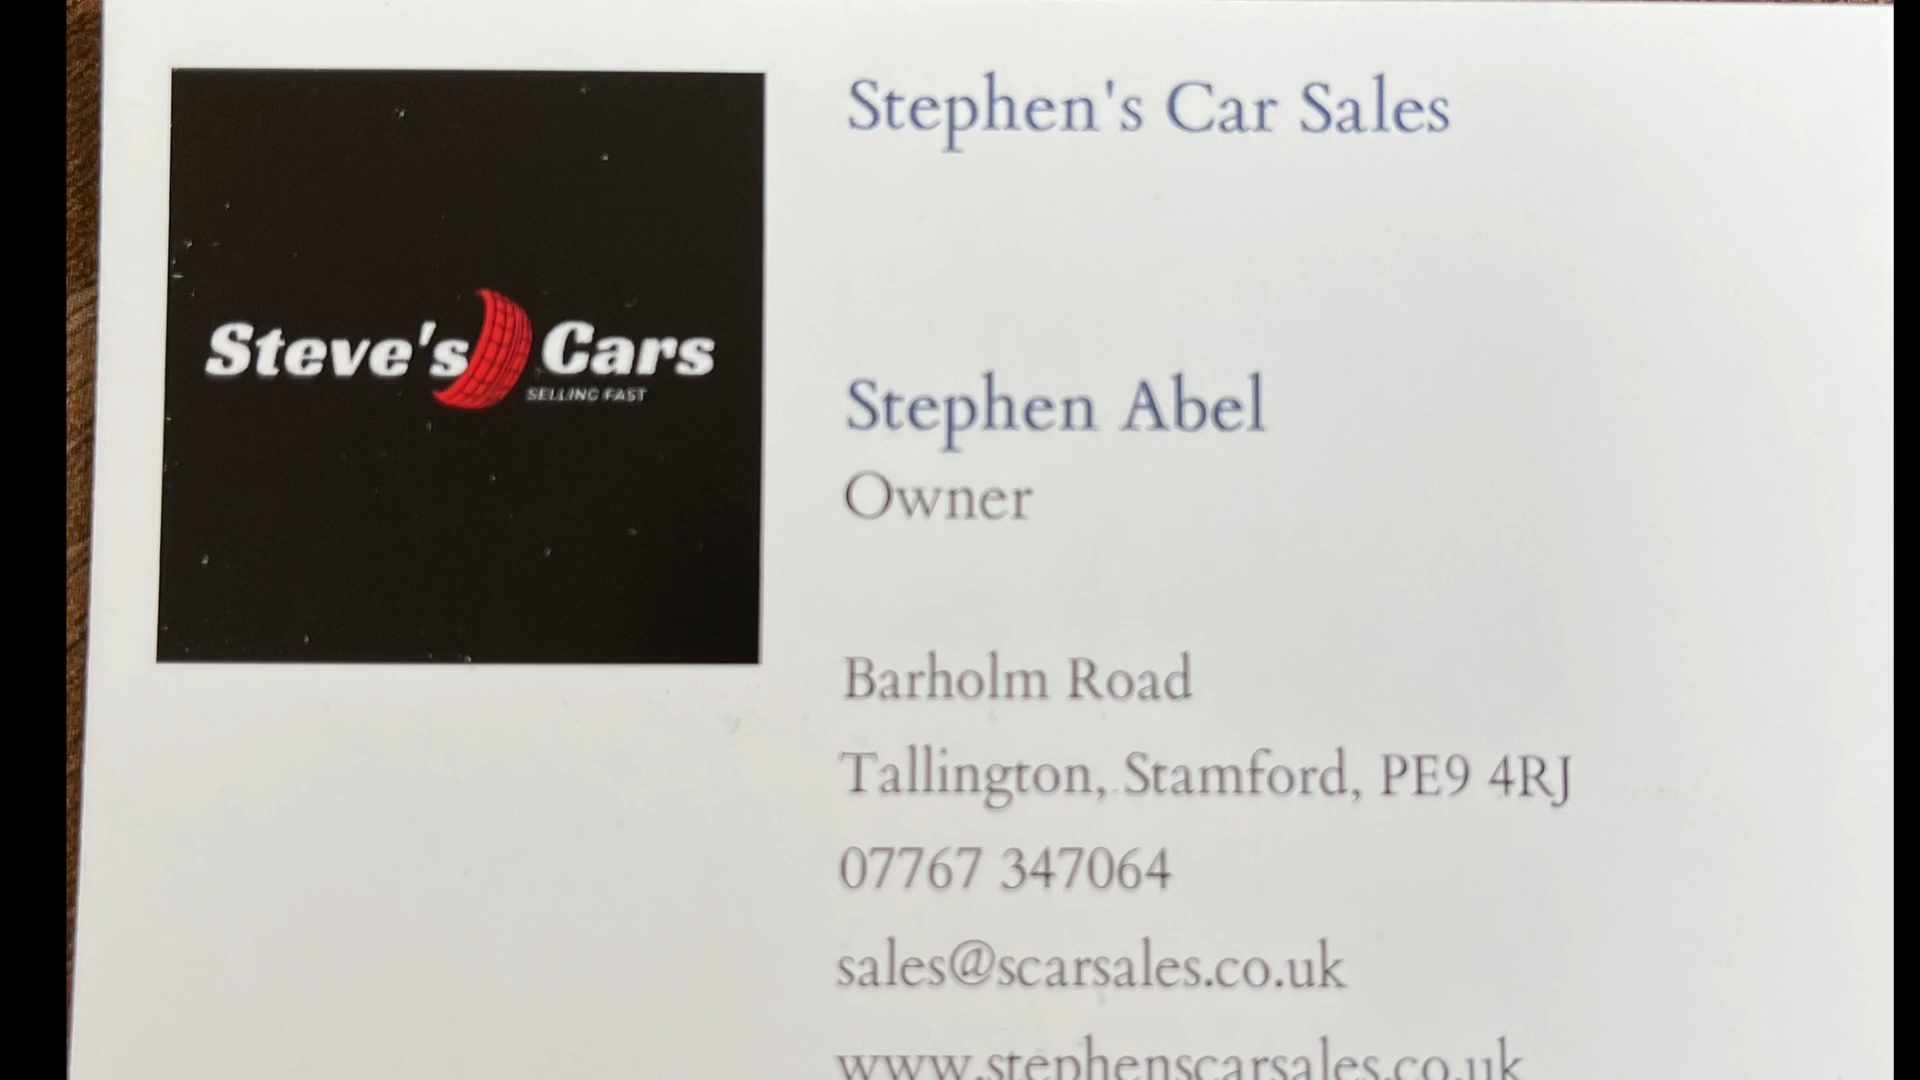 Steve's Cars
SELLING FAST
Stephen's Car Sales
Stephen Abel
Owner
Barholm Road
Tallington, Stamford, PE9 4RJ
07767 347064
sales@scarsales.co.uk
www.stephenscarsales.co.uk